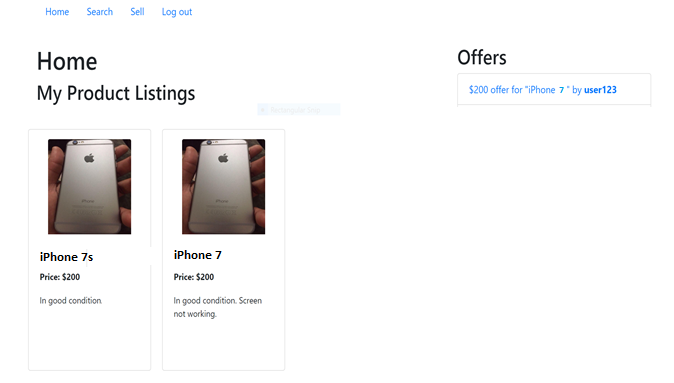 Home Search Sell Log out
Home
My Product Listings
Offers
$200 offer for "iPhone 7 " by user123
iPhone 7s
Price: $200
In good condition.
iPhone 7
Price: $200
In good condition. Screen
not working.